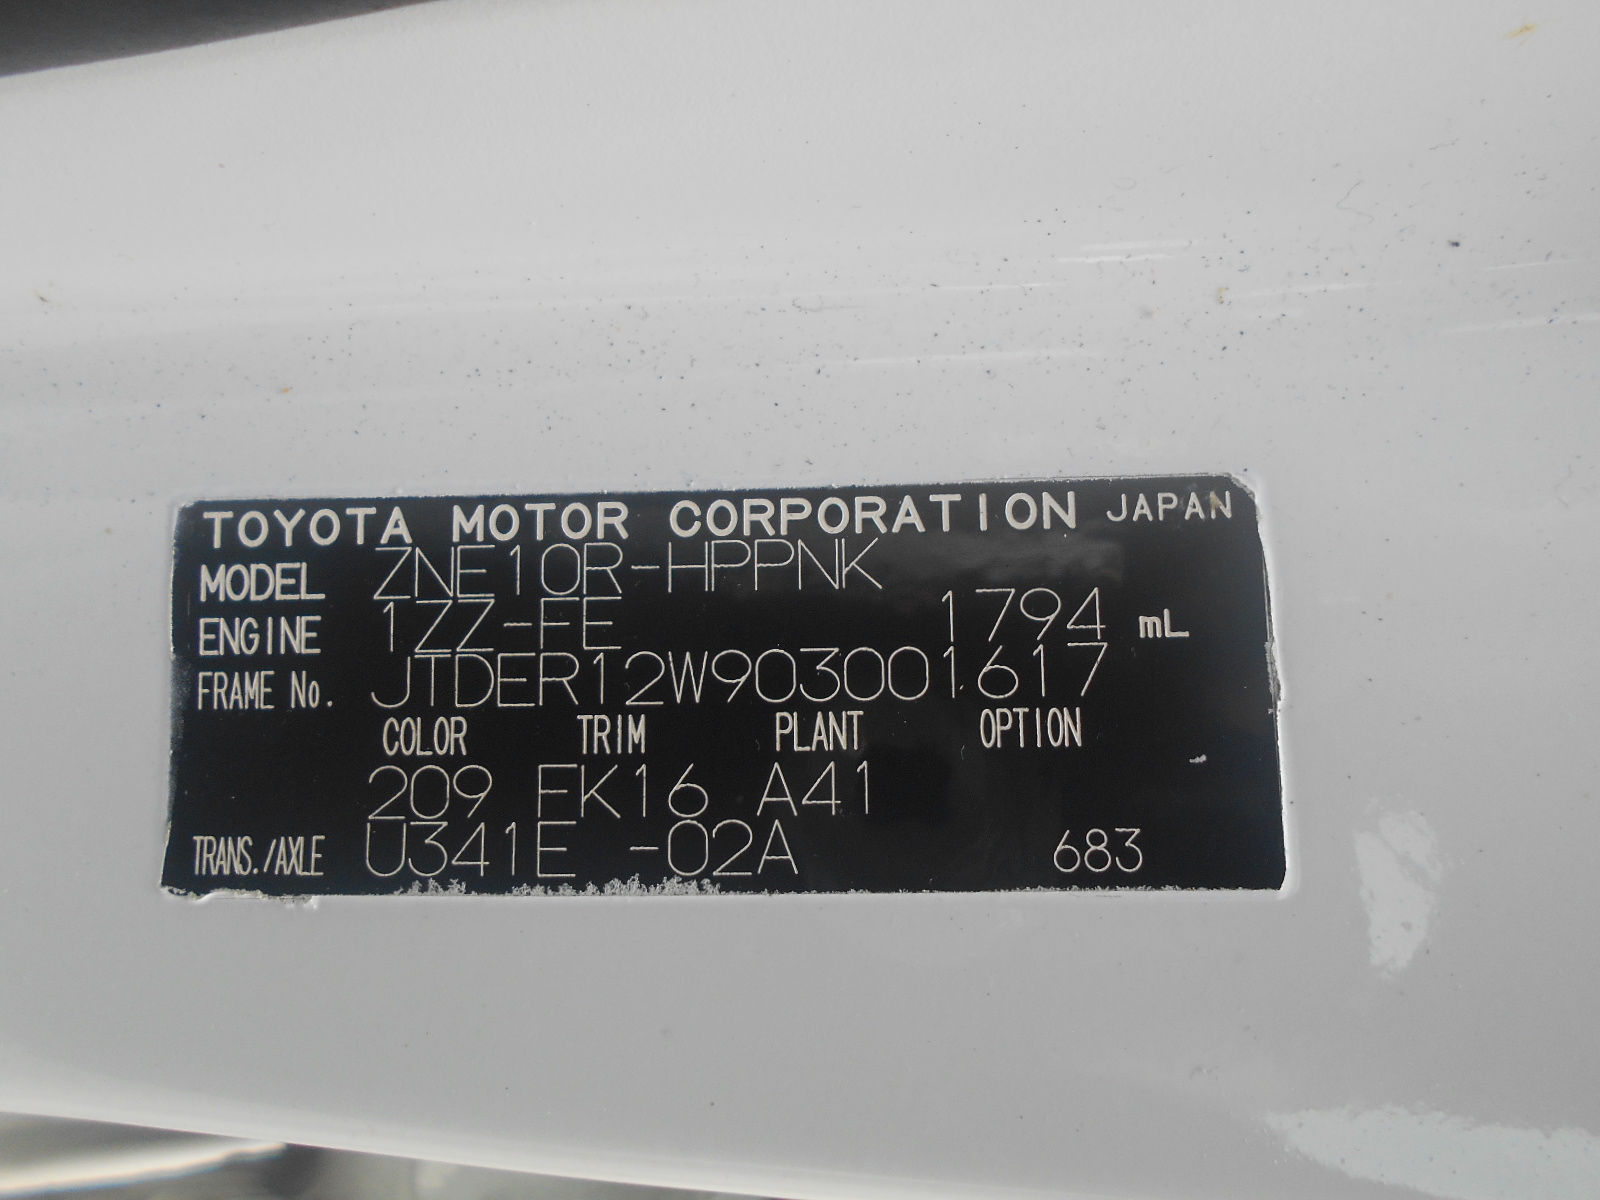 TOYOTA MOTOR CORPORATION JAPAN
MODEL ZNE10R-HPPNK
ENGINE 1ZZ-FE 1794 mL
FRAME No. JTDER12W903001617
COLOR TRIM PLANT OPTION
209 EK16 A41
TRANS./AXLE U341E -02A 683